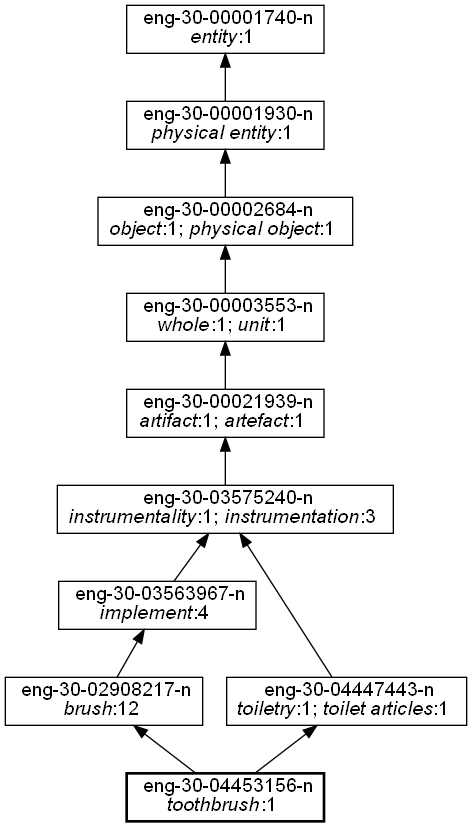 eng-30-00001740-n
entity:1
eng-30-00001930-n
physical entity:1
eng-30-00002684-n
object:1; physical object:1
eng-30-00003553-n
whole:1; unit:1
eng-30-00021939-n
artifact:1; artefact:1
eng-30-03575240-n
instrumentality:1; instrumentation:3
eng-30-03563967-n
implement:4
eng-30-02908217-n
brush:12
eng-30-04447443-n
toiletry:1; toilet articles:1
eng-30-04453156-n
toothbrush:1